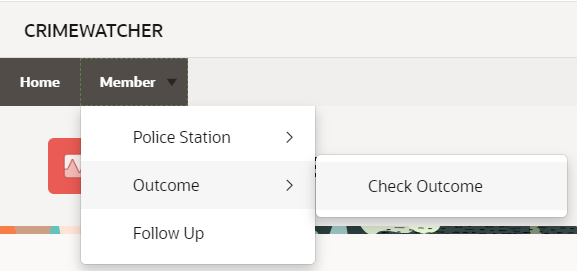 CRIMEWATCHER
Home Member
Police Station
Outcome
Check Outcome
Follow Up